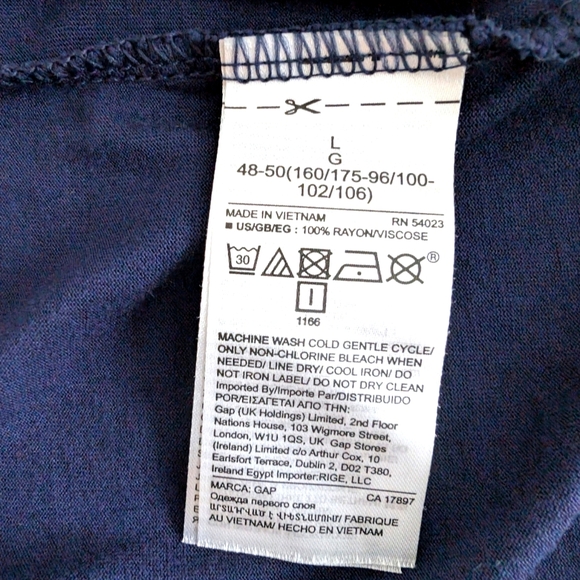 L
G
48-50(160/175-96/100-
102/106)
MADE IN VIETNAM RN 54023
■ US/GB/EG : 100% RAYON/VISCOSE
30
®
1166
MACHINE WASH COLD GENTLE CYCLE/
ONLY NON-CHLORINE BLEACH WHEN
NEEDED/ LINE DRY/ COOL IRON/ DO
NOT IRON LABEL/ DO NOT DRY CLEAN
Imported By/Importe Par/DISTRIBUIDO
POR/ΕΙΣΑΓΕΤΑΙ ΑΠΟ ΤΗΝ:
Gap (UK Holdings) Limited, 2nd Floor
Nations House, 103 Wigmore Street,
London, W1U 1QS, UK Gap Stores
(Ireland) Limited c/o Arthur Cox, 10
Earlsfort Terrace, Dublin 2, D02 T380,
Ireland Egypt Importer:RIGE, LLC
MARCA: GAP CA 17897
Одежда первого слоя
ԱՐՏԱԴՐՎԱԾ Է ՎԻԵՏՆԱՄՈՒՄ/ FABRIQUE
AU VIETNAM/ HECHO EN VIETNAM